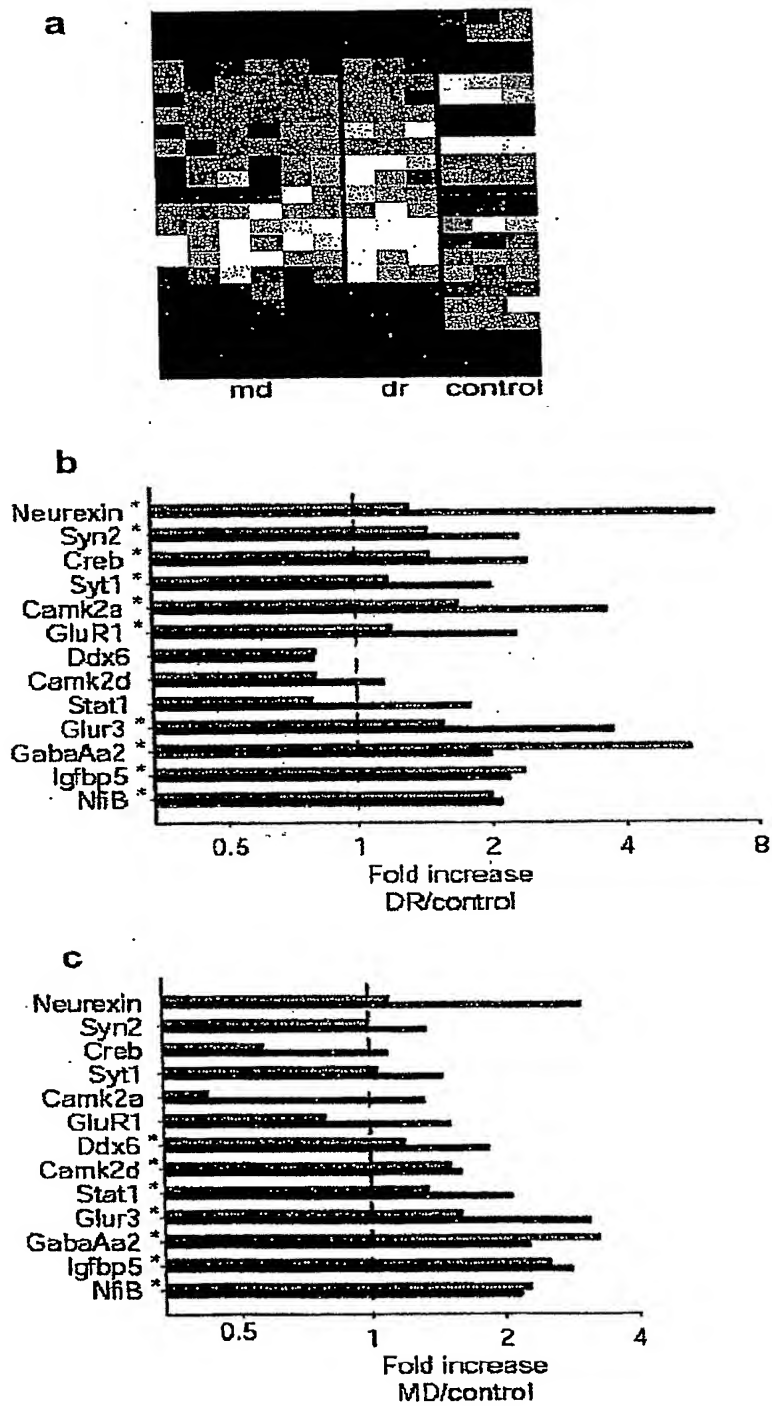 a
md dr control
b
Neurexin *
Syn2 *
Creb *
Syt1 *
Camk2a *
GluR1 *
Ddx6
Camk2d
Stat1
Glur3 *
GabaAa2 *
Igfbp5 *
NfiB *
0.5 1 2 4 8
Fold increase
DR/control
c
Neurexin
Syn2
Creb
Syt1
Camk2a
GluR1
Ddx6 *
Camk2d *
Stat1 *
Glur3 *
GabaAa2 *
Igfbp5 *
NfiB *
0.5 1 2 4
Fold increase
MD/control